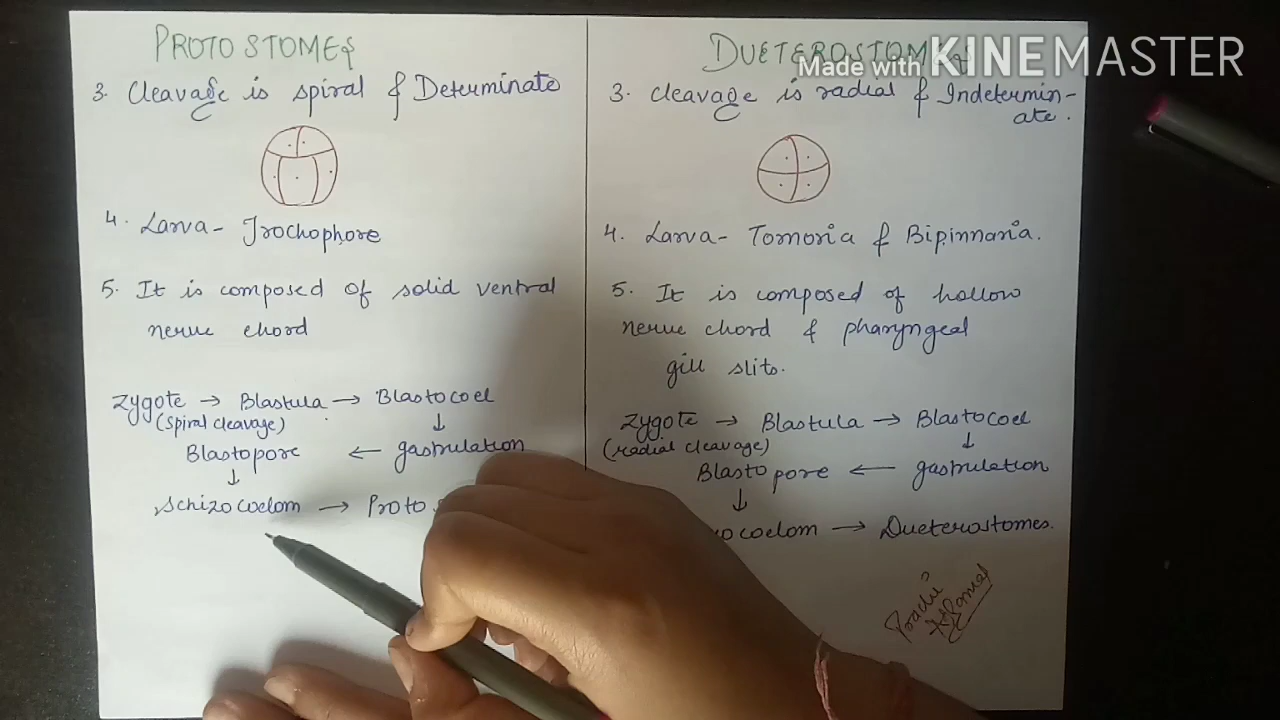 PROTOSTOMES
3. Cleavage is spiral & Determinate
4. Larva - Trochophore
5. It is composed of solid ventral
nerve chord
Zygote → Blastula → Blastocoel
(spiral cleavage) ↓
Blastopore ← gastrulation
↓
Schizocoelom → Proto
DUETEROSTOMES
Made with KINEMASTER
3. cleavage is radial & Indetermin-
ate.
4. Larva - Tornoria & Bipinnaria.
5. It is composed of hollow
nerve chord & pharyngeal
gill slits.
Zygote → Blastula → Blastocoel
(radial cleavage) ↓
Blastopore ← gastrulation
↓
ocoelom → Dueterostomes.
Prachi